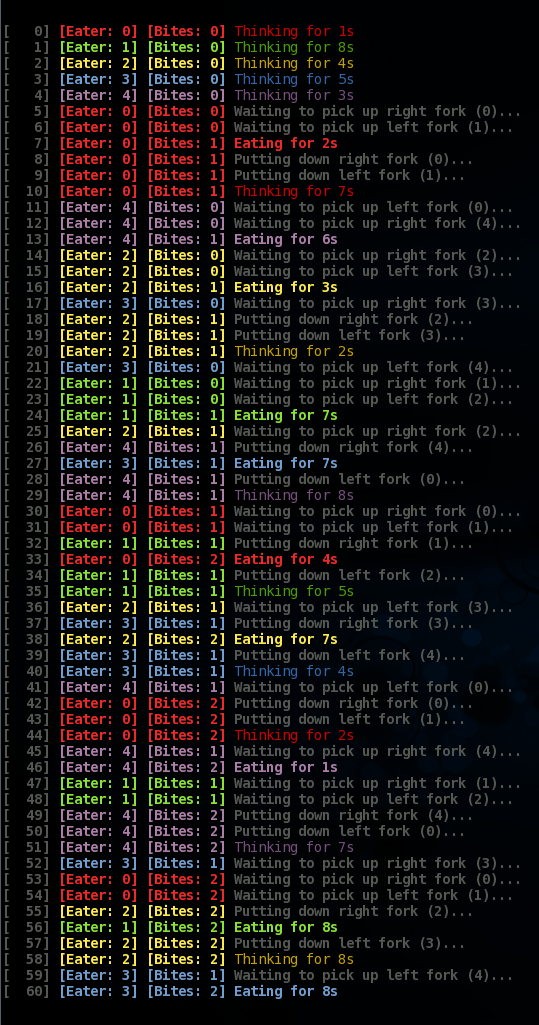 [   0] [Eater: 0] [Bites: 0] Thinking for 1s
[   1] [Eater: 1] [Bites: 0] Thinking for 8s
[   2] [Eater: 2] [Bites: 0] Thinking for 4s
[   3] [Eater: 3] [Bites: 0] Thinking for 5s
[   4] [Eater: 4] [Bites: 0] Thinking for 3s
[   5] [Eater: 0] [Bites: 0] Waiting to pick up right fork (0)...
[   6] [Eater: 0] [Bites: 0] Waiting to pick up left fork (1)...
[   7] [Eater: 0] [Bites: 1] Eating for 2s
[   8] [Eater: 0] [Bites: 1] Putting down right fork (0)...
[   9] [Eater: 0] [Bites: 1] Putting down left fork (1)...
[  10] [Eater: 0] [Bites: 1] Thinking for 7s
[  11] [Eater: 4] [Bites: 0] Waiting to pick up left fork (0)...
[  12] [Eater: 4] [Bites: 0] Waiting to pick up right fork (4)...
[  13] [Eater: 4] [Bites: 1] Eating for 6s
[  14] [Eater: 2] [Bites: 0] Waiting to pick up right fork (2)...
[  15] [Eater: 2] [Bites: 0] Waiting to pick up left fork (3)...
[  16] [Eater: 2] [Bites: 1] Eating for 3s
[  17] [Eater: 3] [Bites: 0] Waiting to pick up right fork (3)...
[  18] [Eater: 2] [Bites: 1] Putting down right fork (2)...
[  19] [Eater: 2] [Bites: 1] Putting down left fork (3)...
[  20] [Eater: 2] [Bites: 1] Thinking for 2s
[  21] [Eater: 3] [Bites: 0] Waiting to pick up left fork (4)...
[  22] [Eater: 1] [Bites: 0] Waiting to pick up right fork (1)...
[  23] [Eater: 1] [Bites: 0] Waiting to pick up left fork (2)...
[  24] [Eater: 1] [Bites: 1] Eating for 7s
[  25] [Eater: 2] [Bites: 1] Waiting to pick up right fork (2)...
[  26] [Eater: 4] [Bites: 1] Putting down right fork (4)...
[  27] [Eater: 3] [Bites: 1] Eating for 7s
[  28] [Eater: 4] [Bites: 1] Putting down left fork (0)...
[  29] [Eater: 4] [Bites: 1] Thinking for 8s
[  30] [Eater: 0] [Bites: 1] Waiting to pick up right fork (0)...
[  31] [Eater: 0] [Bites: 1] Waiting to pick up left fork (1)...
[  32] [Eater: 1] [Bites: 1] Putting down right fork (1)...
[  33] [Eater: 0] [Bites: 2] Eating for 4s
[  34] [Eater: 1] [Bites: 1] Putting down left fork (2)...
[  35] [Eater: 1] [Bites: 1] Thinking for 5s
[  36] [Eater: 2] [Bites: 1] Waiting to pick up left fork (3)...
[  37] [Eater: 3] [Bites: 1] Putting down right fork (3)...
[  38] [Eater: 2] [Bites: 2] Eating for 7s
[  39] [Eater: 3] [Bites: 1] Putting down left fork (4)...
[  40] [Eater: 3] [Bites: 1] Thinking for 4s
[  41] [Eater: 4] [Bites: 1] Waiting to pick up left fork (0)...
[  42] [Eater: 0] [Bites: 2] Putting down right fork (0)...
[  43] [Eater: 0] [Bites: 2] Putting down left fork (1)...
[  44] [Eater: 0] [Bites: 2] Thinking for 2s
[  45] [Eater: 4] [Bites: 1] Waiting to pick up right fork (4)...
[  46] [Eater: 4] [Bites: 2] Eating for 1s
[  47] [Eater: 1] [Bites: 1] Waiting to pick up right fork (1)...
[  48] [Eater: 1] [Bites: 1] Waiting to pick up left fork (2)...
[  49] [Eater: 4] [Bites: 2] Putting down right fork (4)...
[  50] [Eater: 4] [Bites: 2] Putting down left fork (0)...
[  51] [Eater: 4] [Bites: 2] Thinking for 7s
[  52] [Eater: 3] [Bites: 1] Waiting to pick up right fork (3)...
[  53] [Eater: 0] [Bites: 2] Waiting to pick up right fork (0)...
[  54] [Eater: 0] [Bites: 2] Waiting to pick up left fork (1)...
[  55] [Eater: 2] [Bites: 2] Putting down right fork (2)...
[  56] [Eater: 1] [Bites: 2] Eating for 8s
[  57] [Eater: 2] [Bites: 2] Putting down left fork (3)...
[  58] [Eater: 2] [Bites: 2] Thinking for 8s
[  59] [Eater: 3] [Bites: 1] Waiting to pick up left fork (4)...
[  60] [Eater: 3] [Bites: 2] Eating for 8s